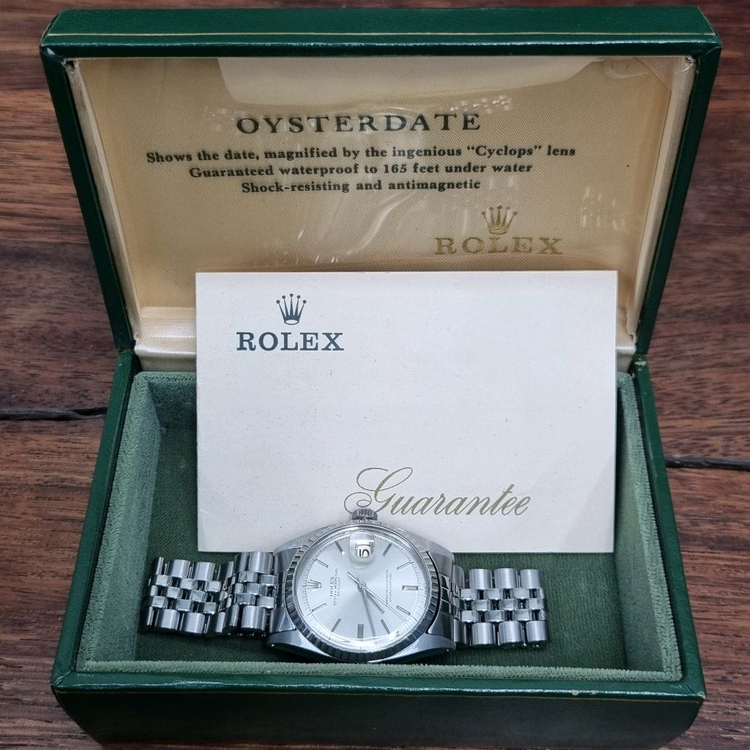 OYSTERDATE
Shows the date, magnified by the ingenious "Cyclops" lens
Guaranteed waterproof to 165 feet under water
Shock-resisting and antimagnetic
ROLEX
ROLEX
Guarantee
ROLEX